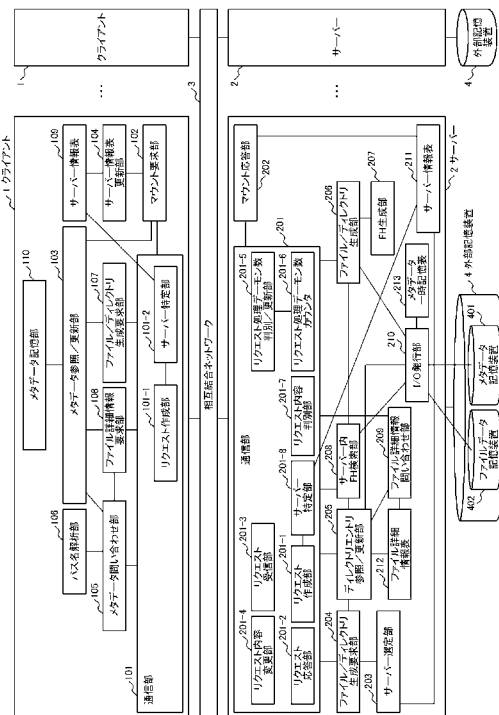 1 クライアント
メタデータ記憶部
110
パス名解析部
106
メタデータ参照／更新部
103
サーバー情報表
109
サーバー情報表
更新部
104
マウント要求部
102
メタデータ問い合わせ部
105
ファイル詳細情報
要求部
108
ファイル／ディレクトリ
生成要求部
107
サーバー特定部
101-2
リクエスト作成部
101-1
通信部
101
…
クライアント
1
相互結合ネットワーク
3
通信部
201
リクエスト内容
変更部
201-4
リクエスト
受信部
201-3
リクエスト処理デーモン数
判別／更新部
201-5
マウント応答部
202
リクエスト
応答部
201-2
リクエスト
作成部
201-1
サーバー
特定部
201-8
リクエスト内容
判別部
201-7
リクエスト処理デーモン数
カウンタ
201-6
ファイル／ディレクトリ
生成要求部
204
ディレクトリエントリ
参照／更新部
205
サーバー内
FH検索部
208
ファイル／ディレクトリ
生成部
206
FH生成部
207
サーバー選定部
203
ファイル詳細
情報表
212
ファイル詳細情報
問い合わせ部
209
I/O発行部
210
メタデータ
一時記憶表
213
サーバー情報表
211
2 サーバー
…
サーバー
2
4 外部記憶装置
ファイルデータ
記憶装置
402
メタデータ
記憶装置
401
外部記憶
装置
4